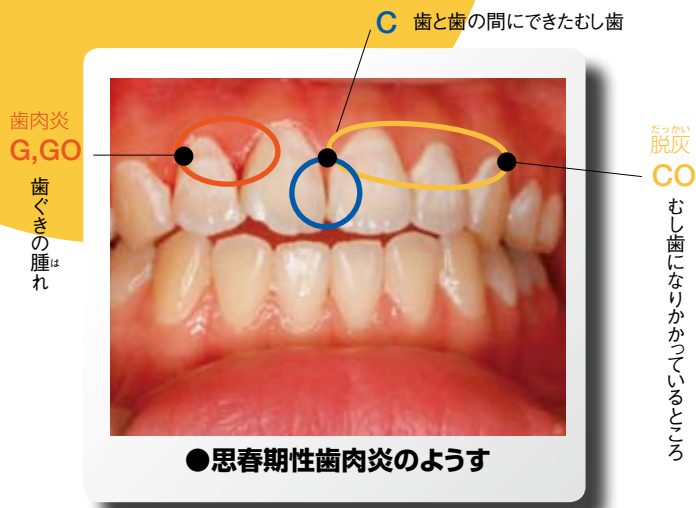 C 歯と歯の間にできたむし歯
歯肉炎
G,GO
歯ぐきの腫れ
は
だっかい
脱灰
CO
むし歯になりかかっているところ
●思春期性歯肉炎のようす